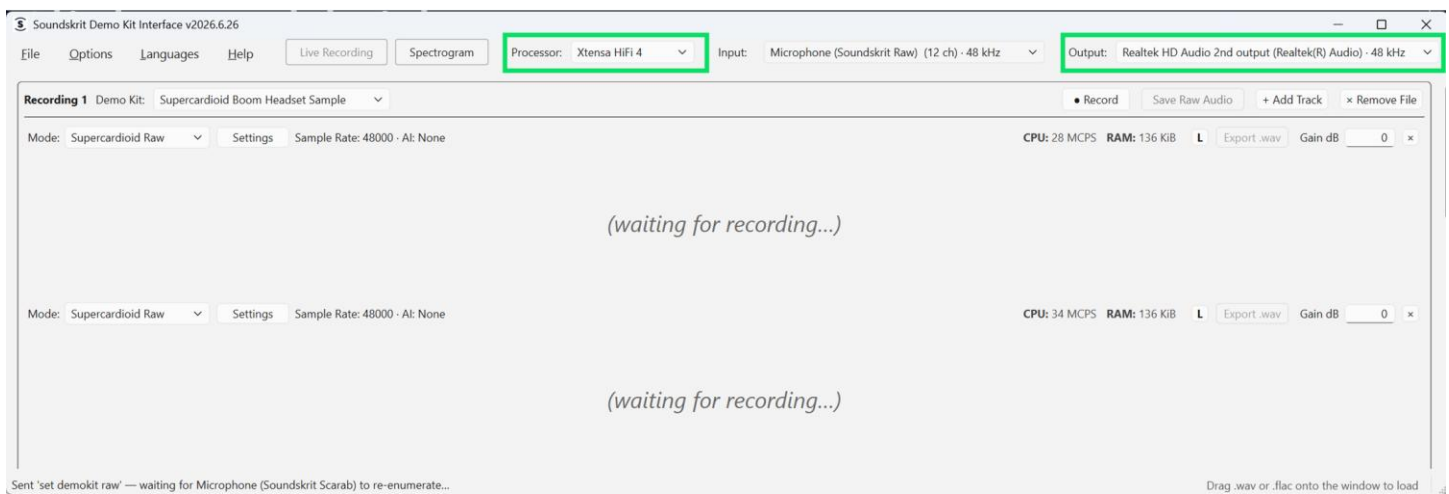 Soundskrit Demo Kit Interface v2026.6.26
File Options Languages Help Live Recording Spectrogram Processor: Xtensa HiFi 4 Input: Microphone (Soundskrit Raw) (12 ch) · 48 kHz Output: Realtek HD Audio 2nd output (Realtek(R) Audio) · 48 kHz
Recording 1 Demo Kit: Supercardioid Boom Headset Sample ● Record Save Raw Audio + Add Track × Remove File
Mode: Supercardioid Raw Settings Sample Rate: 48000 · AI: None CPU: 28 MCPS RAM: 136 KiB L Export .wav Gain dB 0 ×
(waiting for recording...)
Mode: Supercardioid Raw Settings Sample Rate: 48000 · AI: None CPU: 34 MCPS RAM: 136 KiB L Export .wav Gain dB 0 ×
(waiting for recording...)
Sent 'set demokit raw' — waiting for Microphone (Soundskrit Scarab) to re-enumerate... Drag .wav or .flac onto the window to load